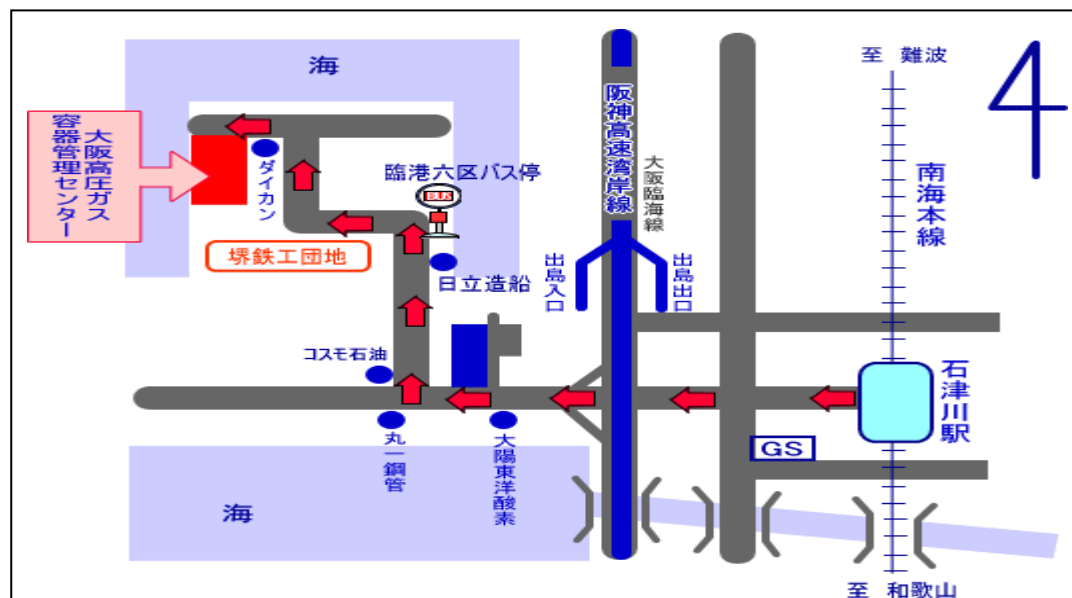 海
至 難波
大阪高圧ガス
容器管理センター
ダイカン
臨港六区バス停
BUS
阪神高速湾岸線
大阪臨海線
南海本線
堺鉄工団地
日立造船
出島入口
出島出口
コスモ石油
石津川駅
丸一鋼管
大陽東洋酸素
GS
海
至 和歌山